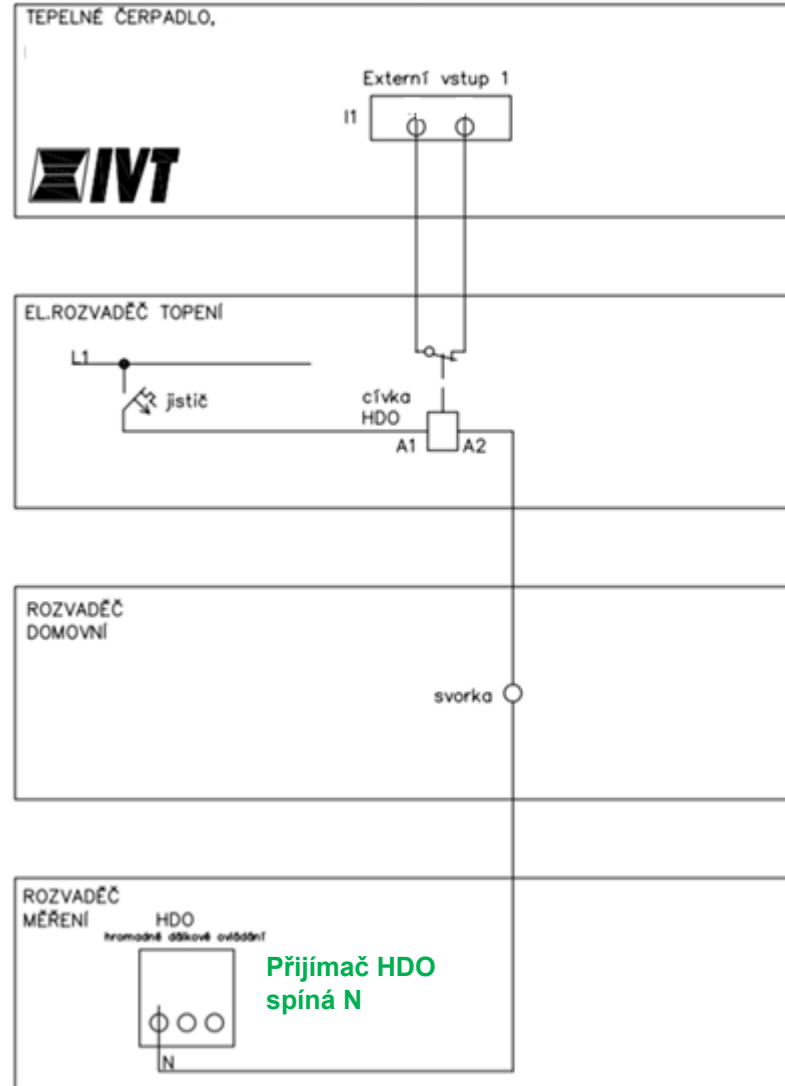 TEPELNÉ ČERPADLO,
Externí vstup 1
I1
IVT
EL.ROZVADĚČ TOPENÍ
L1
jistič
cívka
HDO
A1
A2
ROZVADĚČ
DOMOVNÍ
svorka
ROZVADĚČ
MĚŘENÍ
HDO
hromadné dálkové ovládání
Přijímač HDO
spíná N
N